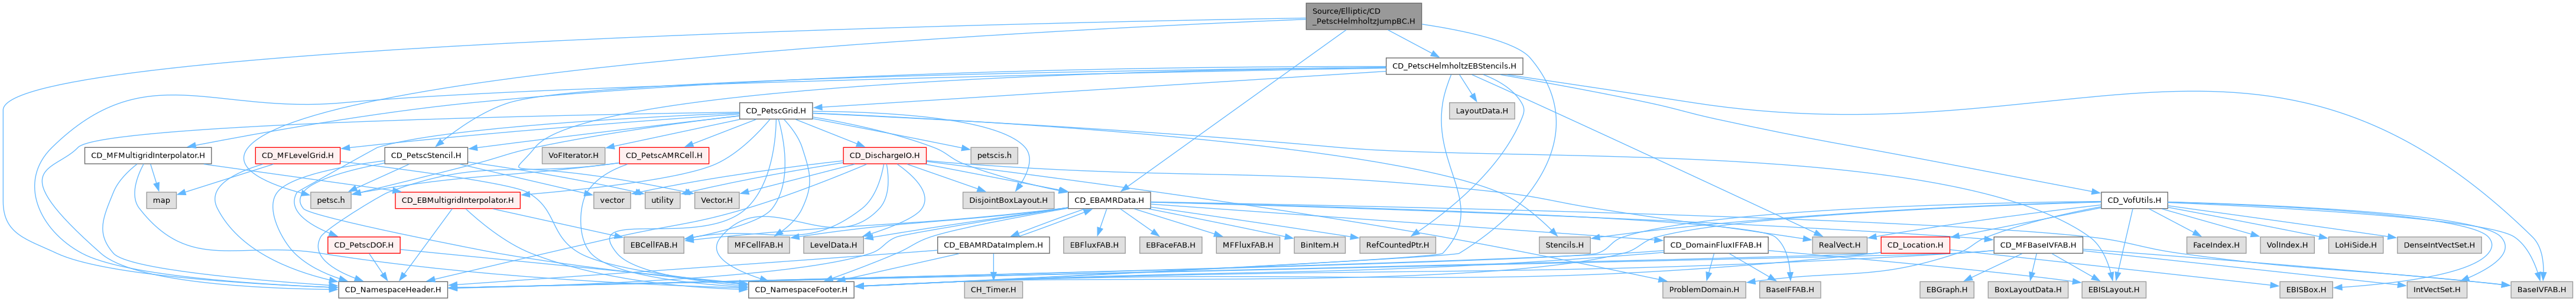 Source/Elliptic/CD
_PetscHelmholtzJumpBC.H
CD_PetscHelmholtzEBStencils.H
CD_PetscGrid.H
LayoutData.H
CD_MFMultigridInterpolator.H
CD_MFLevelGrid.H
CD_PetscStencil.H
VoFIterator.H
CD_PetscAMRCell.H
CD_DischargeIO.H
petscis.h
map
CD_EBMultigridInterpolator.H
petsc.h
vector
utility
Vector.H
DisjointBoxLayout.H
CD_EBAMRData.H
CD_VofUtils.H
CD_PetscDOF.H
EBCellFAB.H
MFCellFAB.H
LevelData.H
CD_EBAMRDataImplem.H
EBFluxFAB.H
EBFaceFAB.H
MFFluxFAB.H
BinItem.H
RefCountedPtr.H
Stencils.H
CD_DomainFluxIFFAB.H
RealVect.H
CD_Location.H
CD_MFBaseIVFAB.H
FaceIndex.H
VolIndex.H
LoHiSide.H
DenseIntVectSet.H
CD_NamespaceHeader.H
CD_NamespaceFooter.H
CH_Timer.H
ProblemDomain.H
BaseIFFAB.H
EBGraph.H
BoxLayoutData.H
EBISLayout.H
EBISBox.H
IntVectSet.H
BaseIVFAB.H